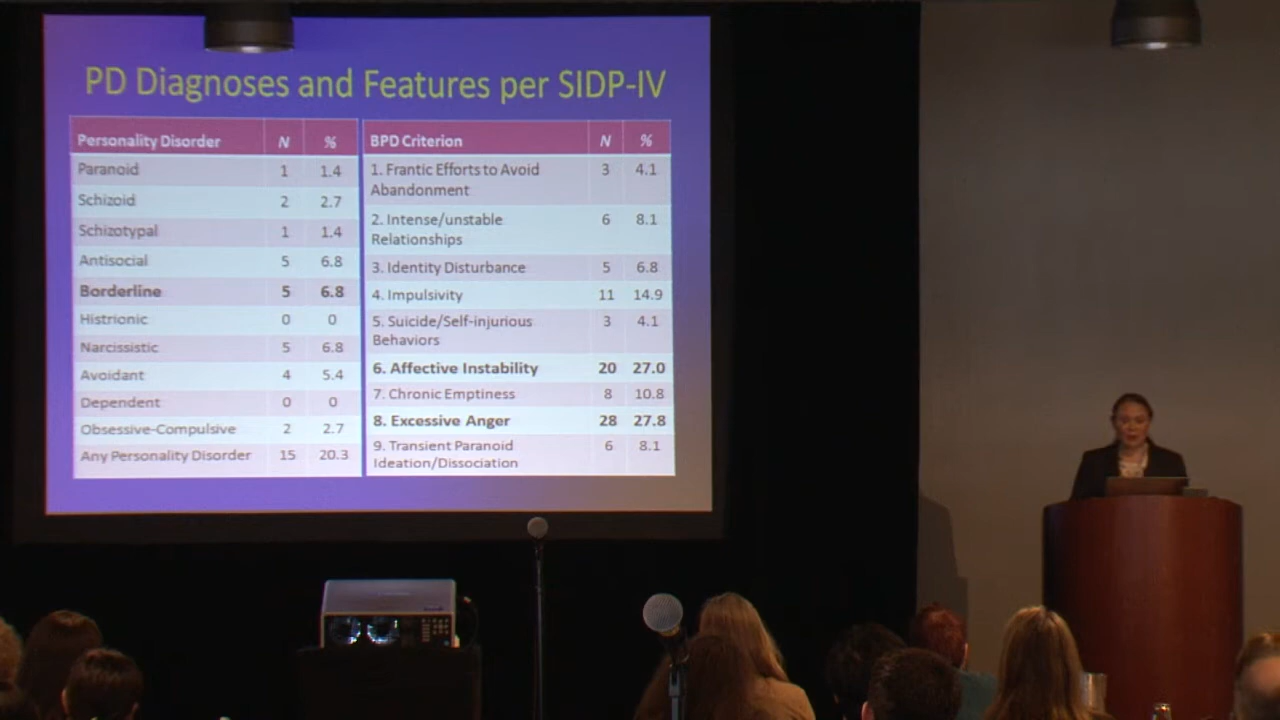 PD Diagnoses and Features per SIDP-IV
Personality Disorder N %
Paranoid 1 1.4
Schizoid 2 2.7
Schizotypal 1 1.4
Antisocial 5 6.8
Borderline 5 6.8
Histrionic 0 0
Narcissistic 5 6.8
Avoidant 4 5.4
Dependent 0 0
Obsessive-Compulsive 2 2.7
Any Personality Disorder 15 20.3
BPD Criterion N %
1. Frantic Efforts to Avoid 3 4.1
Abandonment
2. Intense/unstable 6 8.1
Relationships
3. Identity Disturbance 5 6.8
4. Impulsivity 11 14.9
5. Suicide/Self-injurious 3 4.1
Behaviors
6. Affective Instability 20 27.0
7. Chronic Emptiness 8 10.8
8. Excessive Anger 28 27.8
9. Transient Paranoid 6 8.1
Ideation/Dissociation